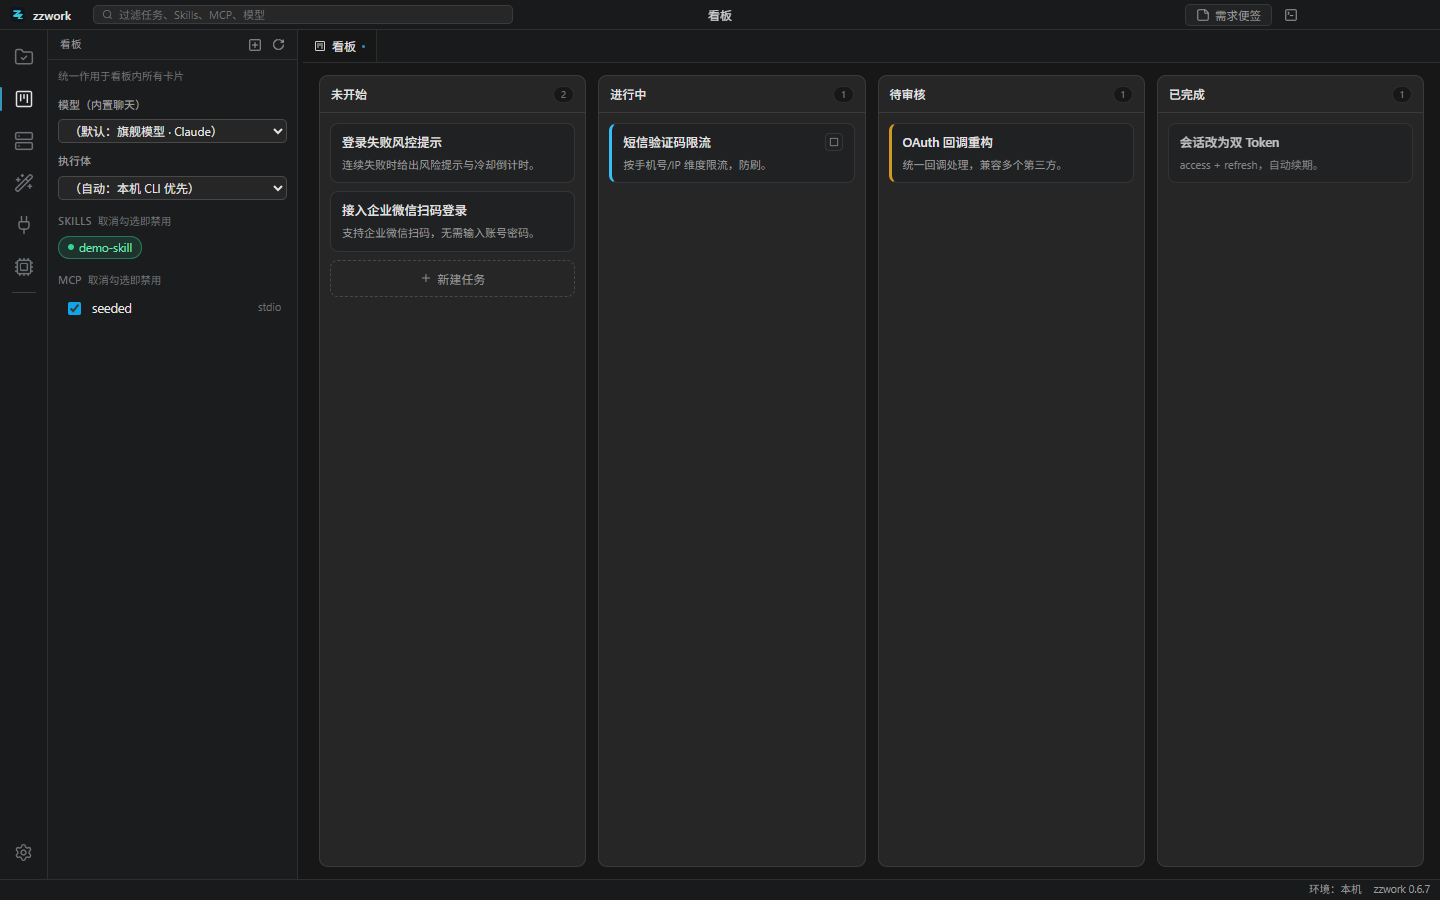 zzwork
过滤任务、Skills、MCP、模型
看板
需求便签
看板
统一作用于看板内所有卡片
模型（内置聊天）
（默认：旗舰模型 · Claude）
执行体
（自动：本机 CLI 优先）
SKILLS 取消勾选即禁用
demo-skill
MCP 取消勾选即禁用
seeded stdio
看板
未开始 2
登录失败风控提示
连续失败时给出风险提示与冷却倒计时。
接入企业微信扫码登录
支持企业微信扫码，无需输入账号密码。
+ 新建任务
进行中 1
短信验证码限流
按手机号/IP 维度限流，防刷。
待审核 1
OAuth 回调重构
统一回调处理，兼容多个第三方。
已完成 1
会话改为双 Token
access + refresh，自动续期。
环境：本机 zzwork 0.6.7